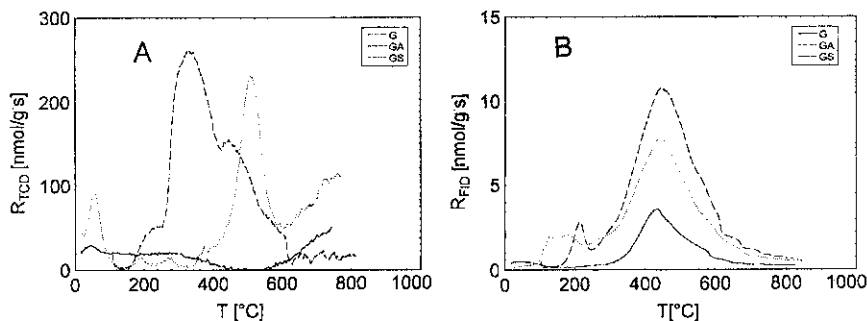 A
G
GA
GS
R_TCD [nmol/g·s]
300
200
100
0
0 200 400 600 800 1000
T [°C]
B
G
GA
GS
R_FID [nmol/g·s]
15
10
5
0
0 200 400 600 800 1000
T[°C]